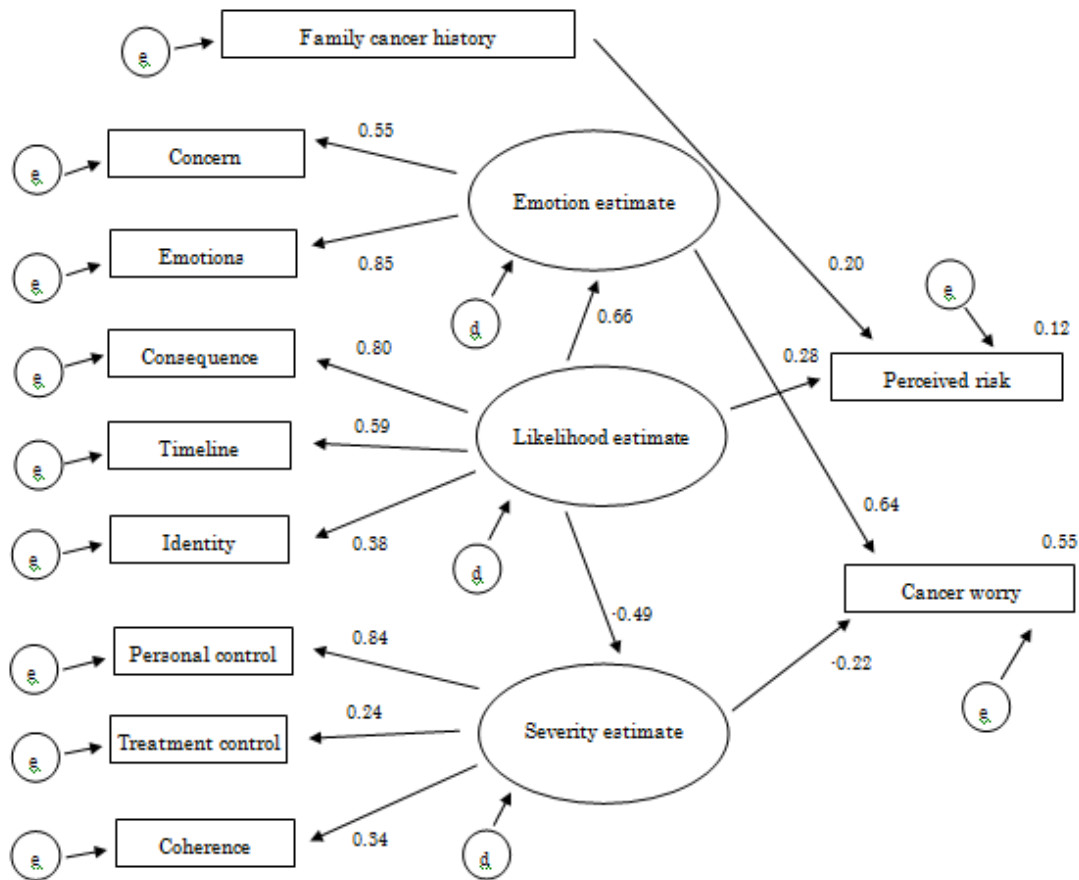 Family cancer history
e
0.55
Concern
e
Emotion estimate
Emotions
e
0.85
0.20
e
d
0.66
0.12
Consequence
e
0.80
0.28
Perceived risk
Likelihood estimate
0.59
Timeline
e
0.64
Identity
e
0.38
d
0.55
Cancer worry
-0.49
0.84
Personal control
e
-0.22
e
0.24
Severity estimate
Treatment control
e
0.34
Coherence
e
d